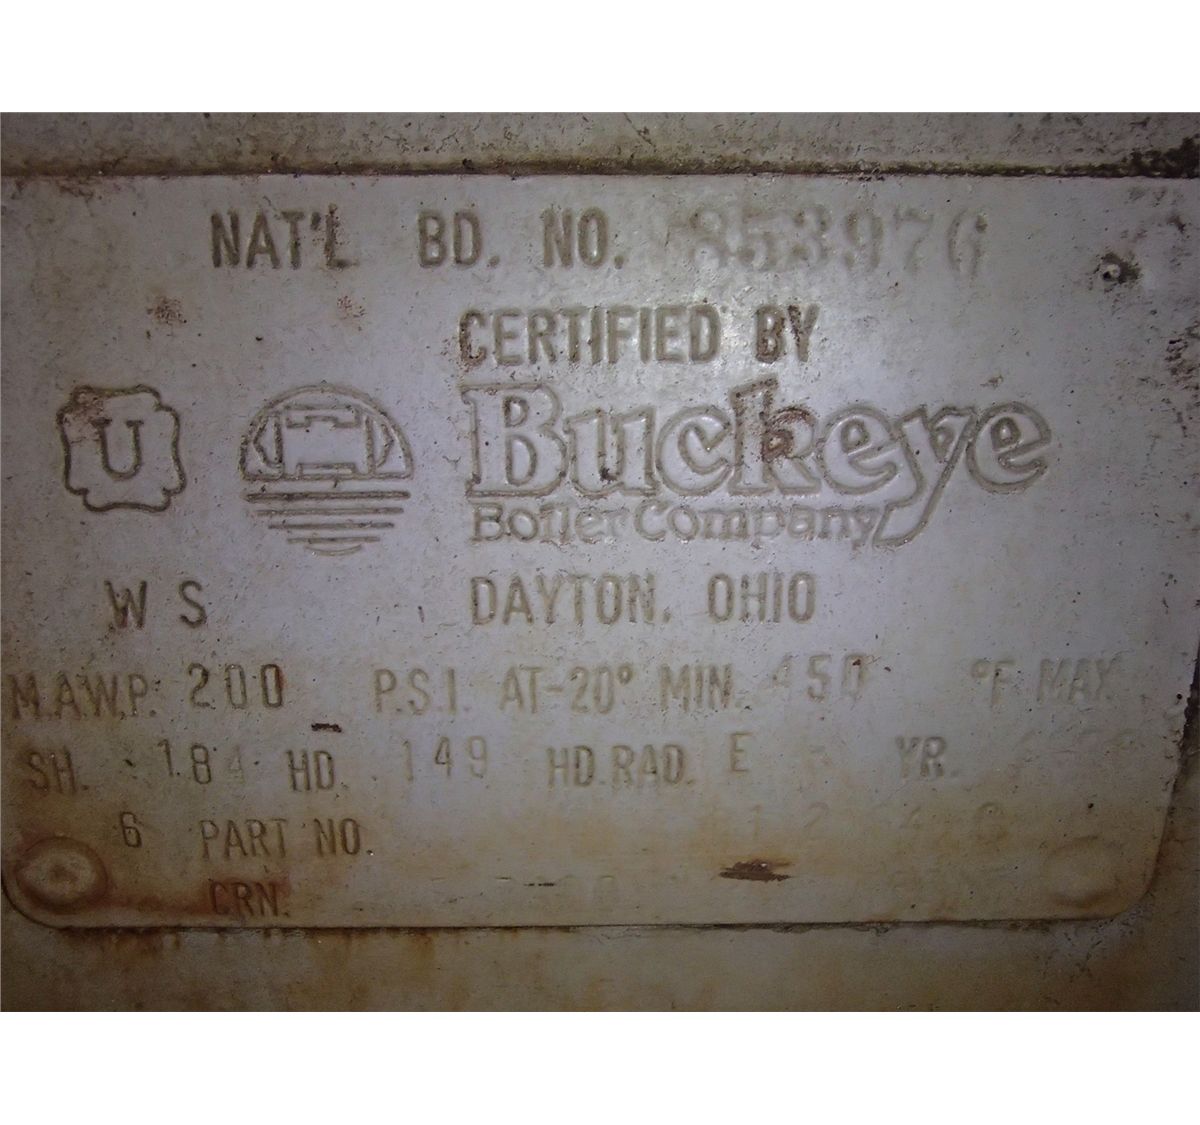 NAT'L BD. NO. 853976
CERTIFIED BY
U
Buckeye
Boiler Company
W S DAYTON, OHIO
M.A.W.P. 200 P.S.I. AT -20° MIN. 450 °F MAX
SH. .184 HD. .149 HD. RAD. E YR.
6 PART NO.
CRN.